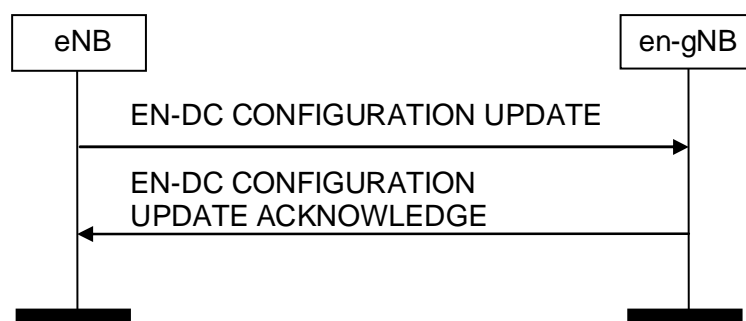 eNB
en-gNB
EN-DC CONFIGURATION UPDATE
EN-DC CONFIGURATION
UPDATE ACKNOWLEDGE